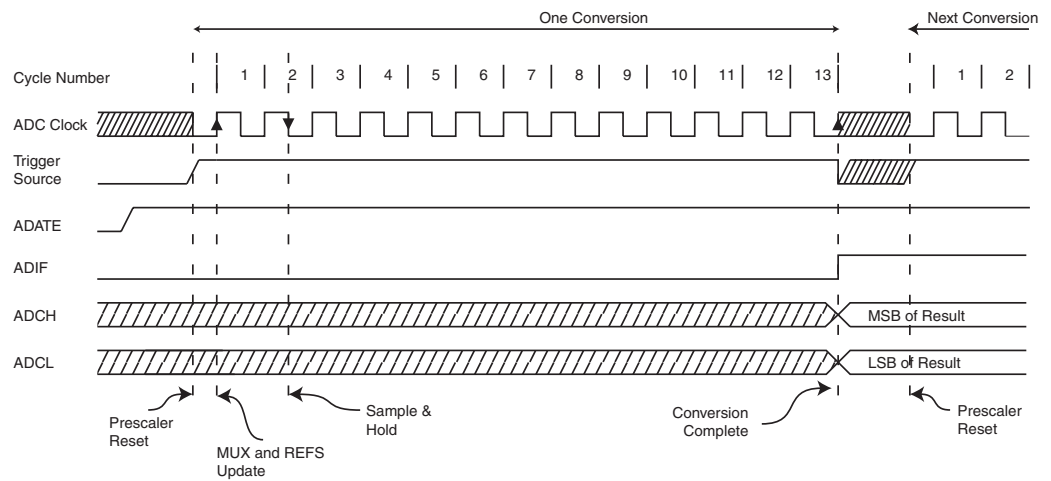 One Conversion
Next Conversion
Cycle Number
1 2 3 4 5 6 7 8 9 10 11 12 13 1 2
ADC Clock
Trigger
Source
ADATE
ADIF
ADCH
MSB of Result
ADCL
LSB of Result
Prescaler
Reset
MUX and REFS
Update
Sample &
Hold
Conversion
Complete
Prescaler
Reset